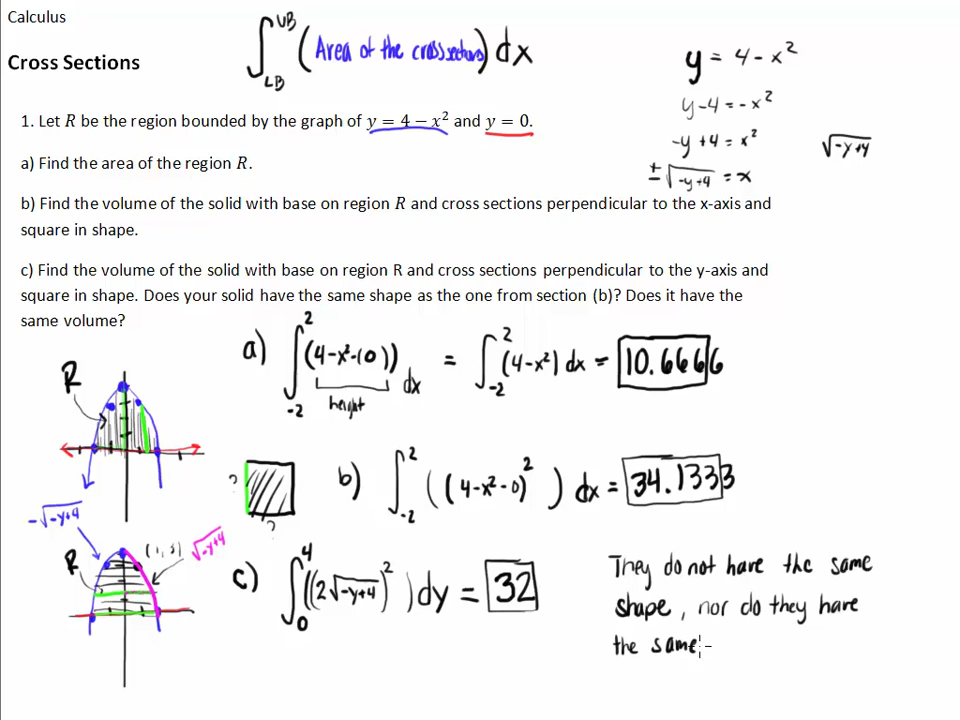 Calculus
Cross Sections
∫ UB LB (Area of the cross sections) dx
y = 4 - x²
y - 4 = - x²
-y + 4 = x²
± √-y+4 = x
√-y+4
1. Let R be the region bounded by the graph of y = 4 − x² and y = 0.
a) Find the area of the region R.
b) Find the volume of the solid with base on region R and cross sections perpendicular to the x-axis and
square in shape.
c) Find the volume of the solid with base on region R and cross sections perpendicular to the y-axis and
square in shape. Does your solid have the same shape as the one from section (b)? Does it have the
same volume?
a) ∫ 2 -2 (4-x²-(0)) dx = ∫ 2 -2 (4-x²) dx = 10.6666
height
R
b) ∫ 2 -2 ((4-x²-0)²) dx = 34.1333
?
?
-√-y+4
R
(1,3)
√-y+4
c) ∫ 4 0 ((2√-y+4)²) dy = 32
They do not have the same
shape, nor do they have
the same